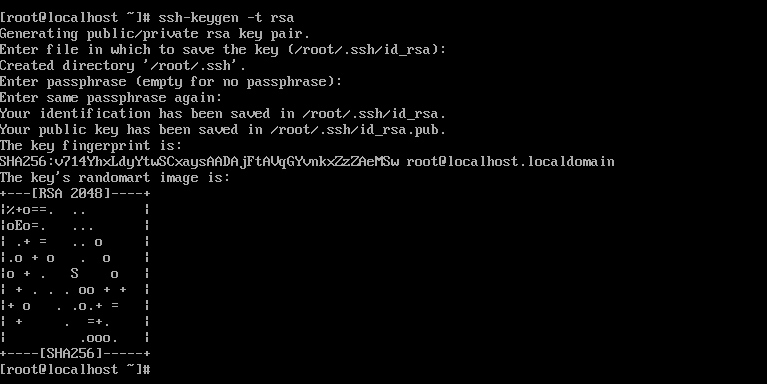 [root@localhost ~]# ssh-keygen -t rsa
Generating public/private rsa key pair.
Enter file in which to save the key (/root/.ssh/id_rsa):
Created directory '/root/.ssh'.
Enter passphrase (empty for no passphrase):
Enter same passphrase again:
Your identification has been saved in /root/.ssh/id_rsa.
Your public key has been saved in /root/.ssh/id_rsa.pub.
The key fingerprint is:
SHA256:v714YhxLdyYtwSCxaysAADAjFtAVqGYvnkxZzZAeMSw root@localhost.localdomain
The key's randomart image is:
+---[RSA 2048]----+
|%+o==.  ..       |
|oEo=.   ...      |
| .+ =   .. o     |
|.o + o   .  o    |
|o + .   S    o   |
| + . . . oo + +  |
|+ o   . .o.+ =   |
| +     .  =+.    |
|         .ooo.   |
+----[SHA256]-----+
[root@localhost ~]#